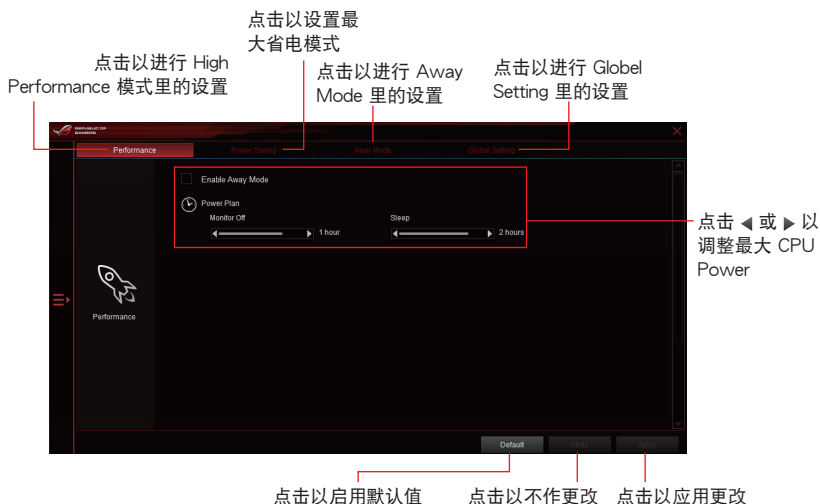 点击以设置最
大省电模式
点击以进行 High
Performance 模式里的设置
点击以进行 Away
Mode 里的设置
点击以进行 Globel
Setting 里的设置
REPUBLIC OF
GAMERS
Performance
Power Saving
Away Mode
Global Setting
Enable Away Mode
Power Plan
Monitor Off
Sleep
1 hour
2 hours
点击 ◀ 或 ▶ 以
调整最大 CPU
Power
Performance
Default
Undo
Apply
点击以启用默认值
点击以不作更改
点击以应用更改